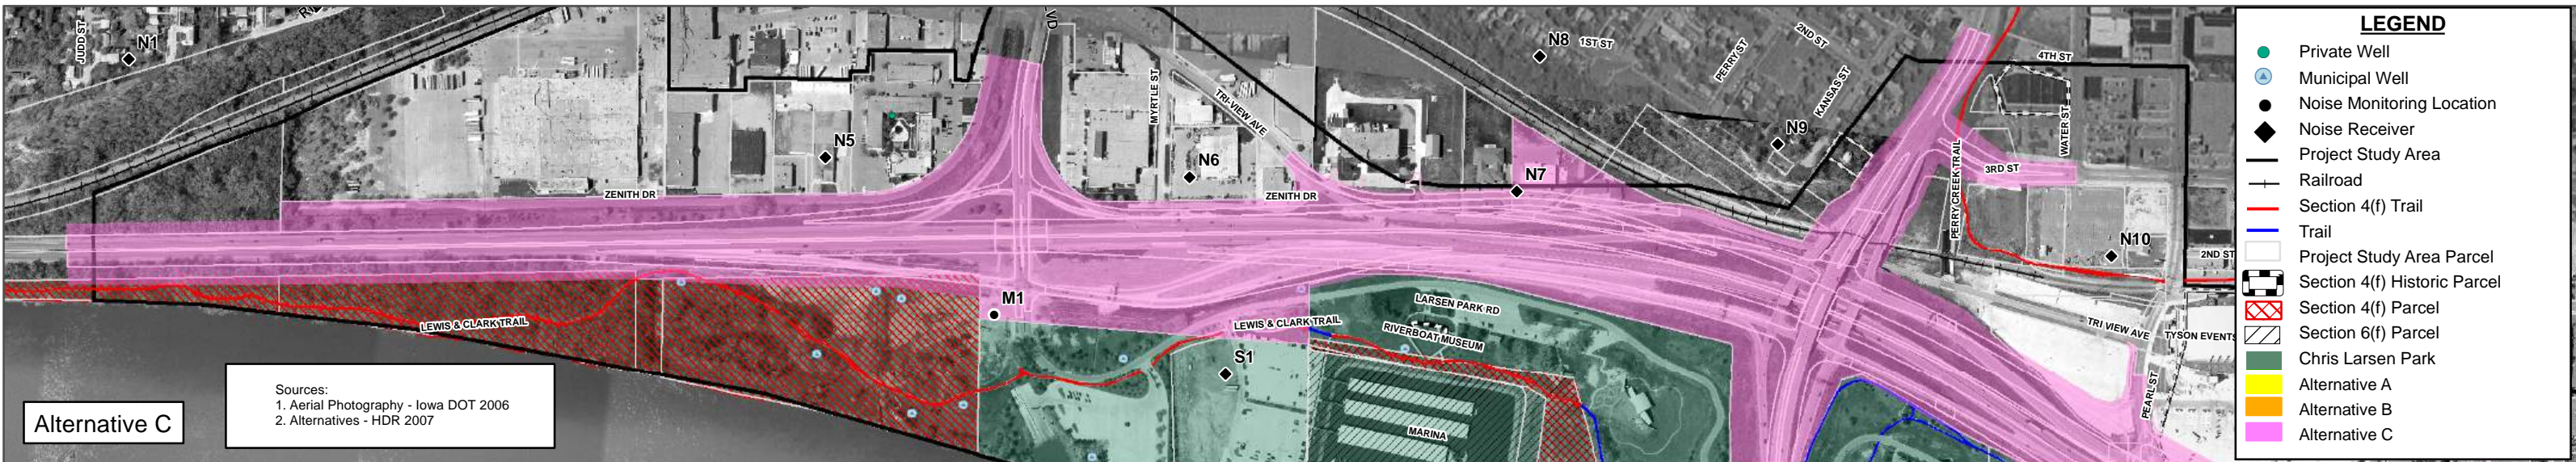 JUDD ST
N1
VD
N8
1ST ST
2ND ST
PERRY ST
KANSAS ST
4TH ST
WATER ST
N5
MYRTLE ST
TRI-VIEW AVE
N6
N9
N7
PERRY CREEK TRAIL
3RD ST
ZENITH DR
ZENITH DR
N10
2ND ST
M1
LARSEN PARK RD
LEWIS & CLARK TRAIL
LEWIS & CLARK TRAIL
RIVERBOAT MUSEUM
TRI VIEW AVE
TYSON EVENTS
S1
PEARL ST
MARINA
Alternative C
Sources:
1. Aerial Photography - Iowa DOT 2006
2. Alternatives - HDR 2007
LEGEND
Private Well
Municipal Well
Noise Monitoring Location
Noise Receiver
Project Study Area
Railroad
Section 4(f) Trail
Trail
Project Study Area Parcel
Section 4(f) Historic Parcel
Section 4(f) Parcel
Section 6(f) Parcel
Chris Larsen Park
Alternative A
Alternative B
Alternative C